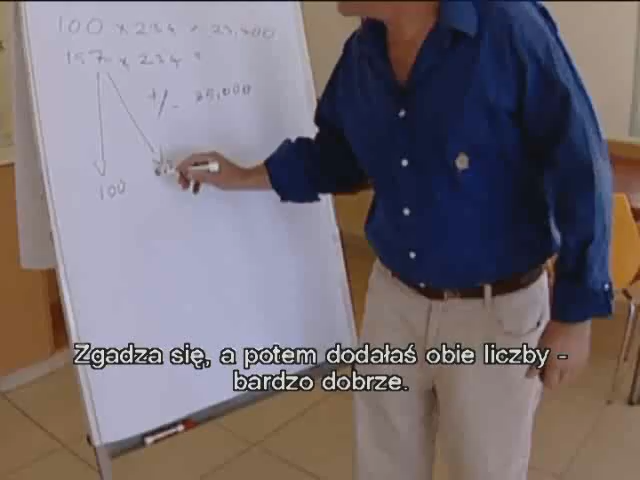 100 x 234 = 23,400
157 x 234 =
+/- 35,000
100
Zgadza się, a potem dodałaś obie liczby -
bardzo dobrze.